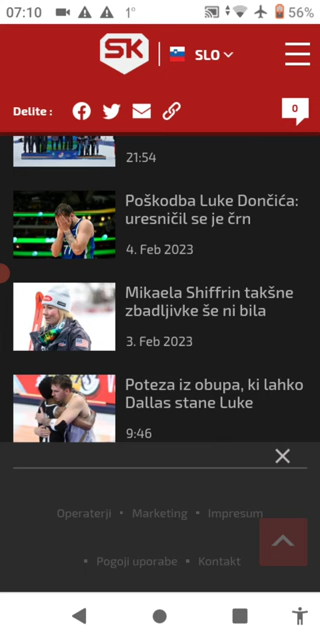 07:10 1° 56%
SK SLO
Delite : 0
21:54
Poškodba Luke Dončića:
uresničil se je črn
4. Feb 2023
Mikaela Shiffrin takšne
zbadljivke še ni bila
3. Feb 2023
Poteza iz obupa, ki lahko
Dallas stane Luke
9:46
Operaterji • Marketing • Impresum
• Pogoji uporabe • Kontakt